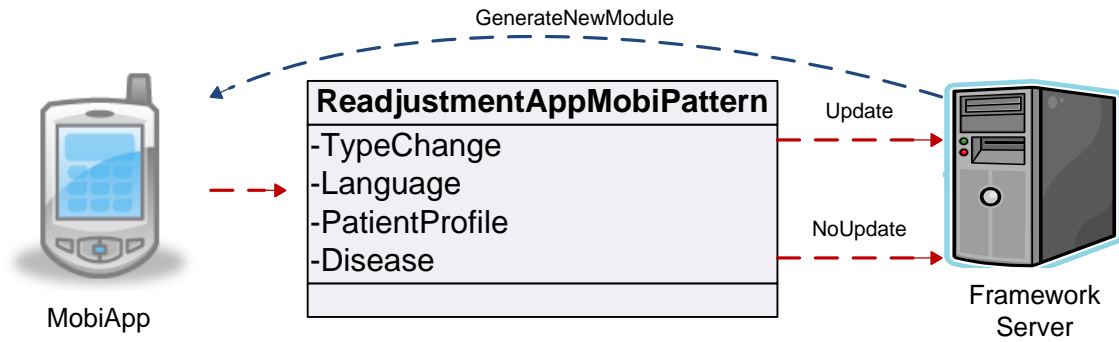 GenerateNewModule
ReadjustmentAppMobiPattern
-TypeChange
-Language
-PatientProfile
-Disease
Update
NoUpdate
MobiApp
Framework
Server